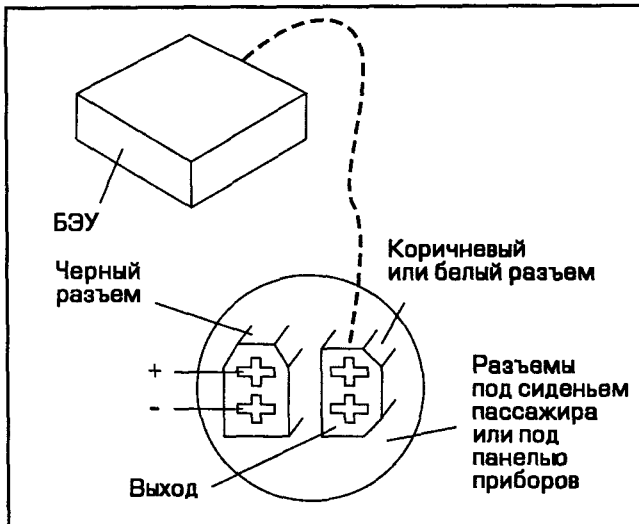 БЭУ
Черный
разъем
Коричневый
или белый разъем
+
-
Разъемы
под сиденьем
пассажира
или под
панелью
приборов
Выход